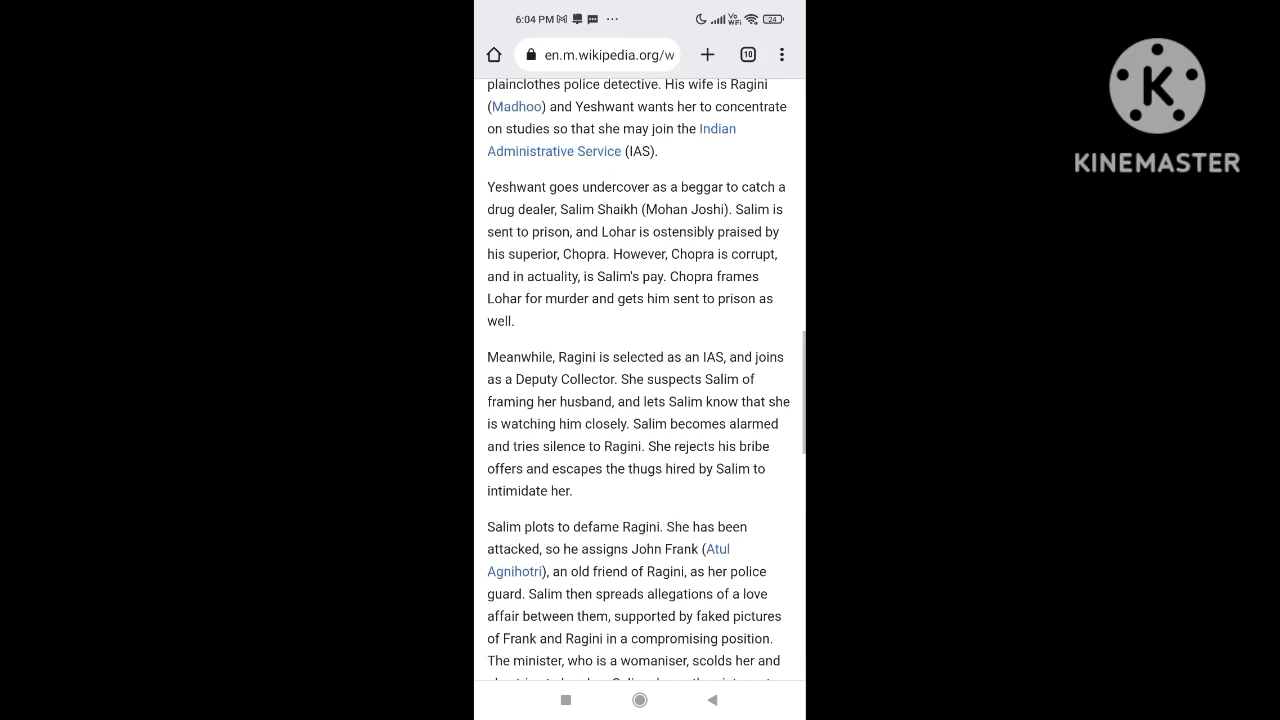 6:04 PM
Vo WiFi 24
en.m.wikipedia.org/w
10
K
KINEMASTER
plainclothes police detective. His wife is Ragini
(Madhoo) and Yeshwant wants her to concentrate
on studies so that she may join the Indian
Administrative Service (IAS).
Yeshwant goes undercover as a beggar to catch a
drug dealer, Salim Shaikh (Mohan Joshi). Salim is
sent to prison, and Lohar is ostensibly praised by
his superior, Chopra. However, Chopra is corrupt,
and in actuality, is Salim's pay. Chopra frames
Lohar for murder and gets him sent to prison as
well.
Meanwhile, Ragini is selected as an IAS, and joins
as a Deputy Collector. She suspects Salim of
framing her husband, and lets Salim know that she
is watching him closely. Salim becomes alarmed
and tries silence to Ragini. She rejects his bribe
offers and escapes the thugs hired by Salim to
intimidate her.
Salim plots to defame Ragini. She has been
attacked, so he assigns John Frank (Atul
Agnihotri), an old friend of Ragini, as her police
guard. Salim then spreads allegations of a love
affair between them, supported by faked pictures
of Frank and Ragini in a compromising position.
The minister, who is a womaniser, scolds her and